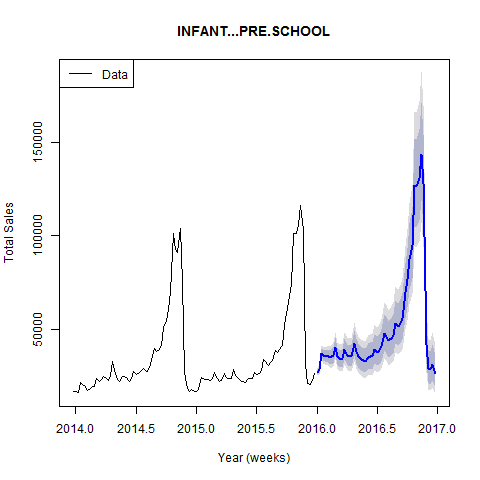 INFANT...PRE.SCHOOL
Data
Total Sales
150000
100000
50000
2014.0 2014.5 2015.0 2015.5 2016.0 2016.5 2017.0
Year (weeks)